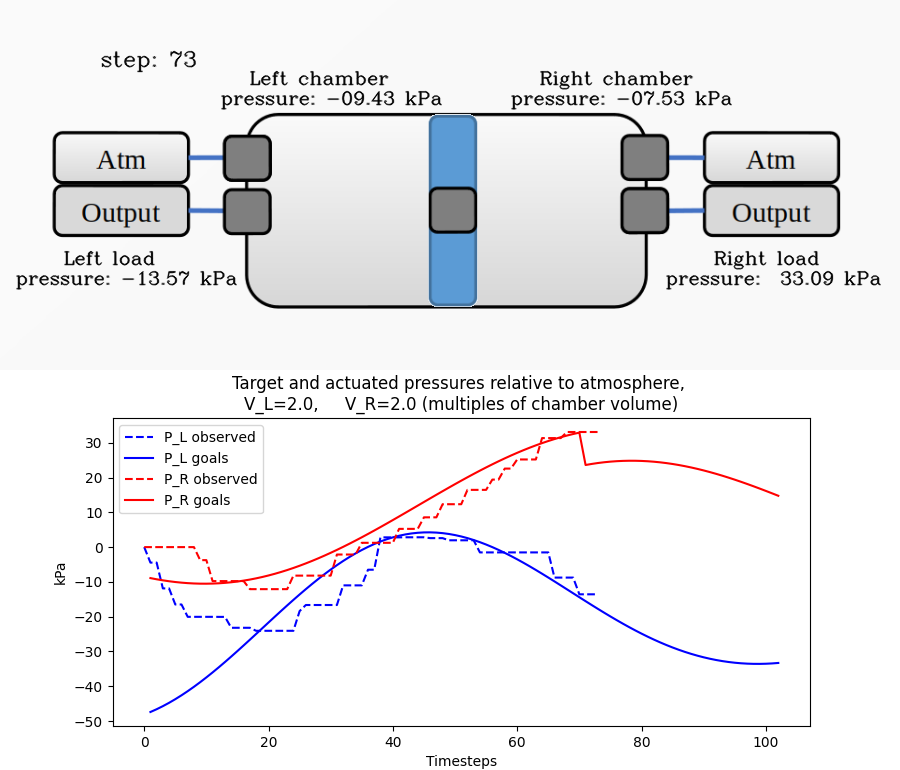 step: 73
Left chamber
pressure: −09.43 kPa
Right chamber
pressure: −07.53 kPa
Atm
Output
Atm
Output
Left load
pressure: −13.57 kPa
Right load
pressure: 33.09 kPa
Target and actuated pressures relative to atmosphere,
V_L=2.0, V_R=2.0 (multiples of chamber volume)
P_L observed
P_L goals
P_R observed
P_R goals
kPa
30
20
10
0
−10
−20
−30
−40
−50
0 20 40 60 80 100
Timesteps